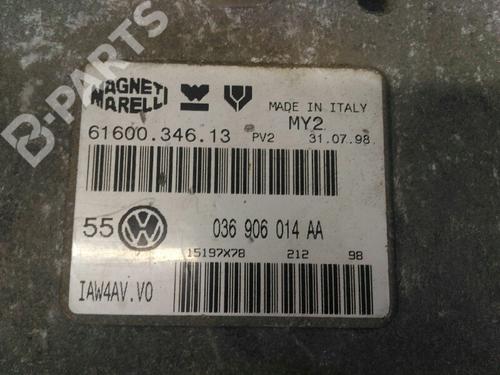 B-PARTS
MAGNETI MARELLI
MADE IN ITALY
61600.346.13 PV2 MY2 31.07.98
55 VW 036 906 014 AA
15197X78 212 98
IAW4AV.V0